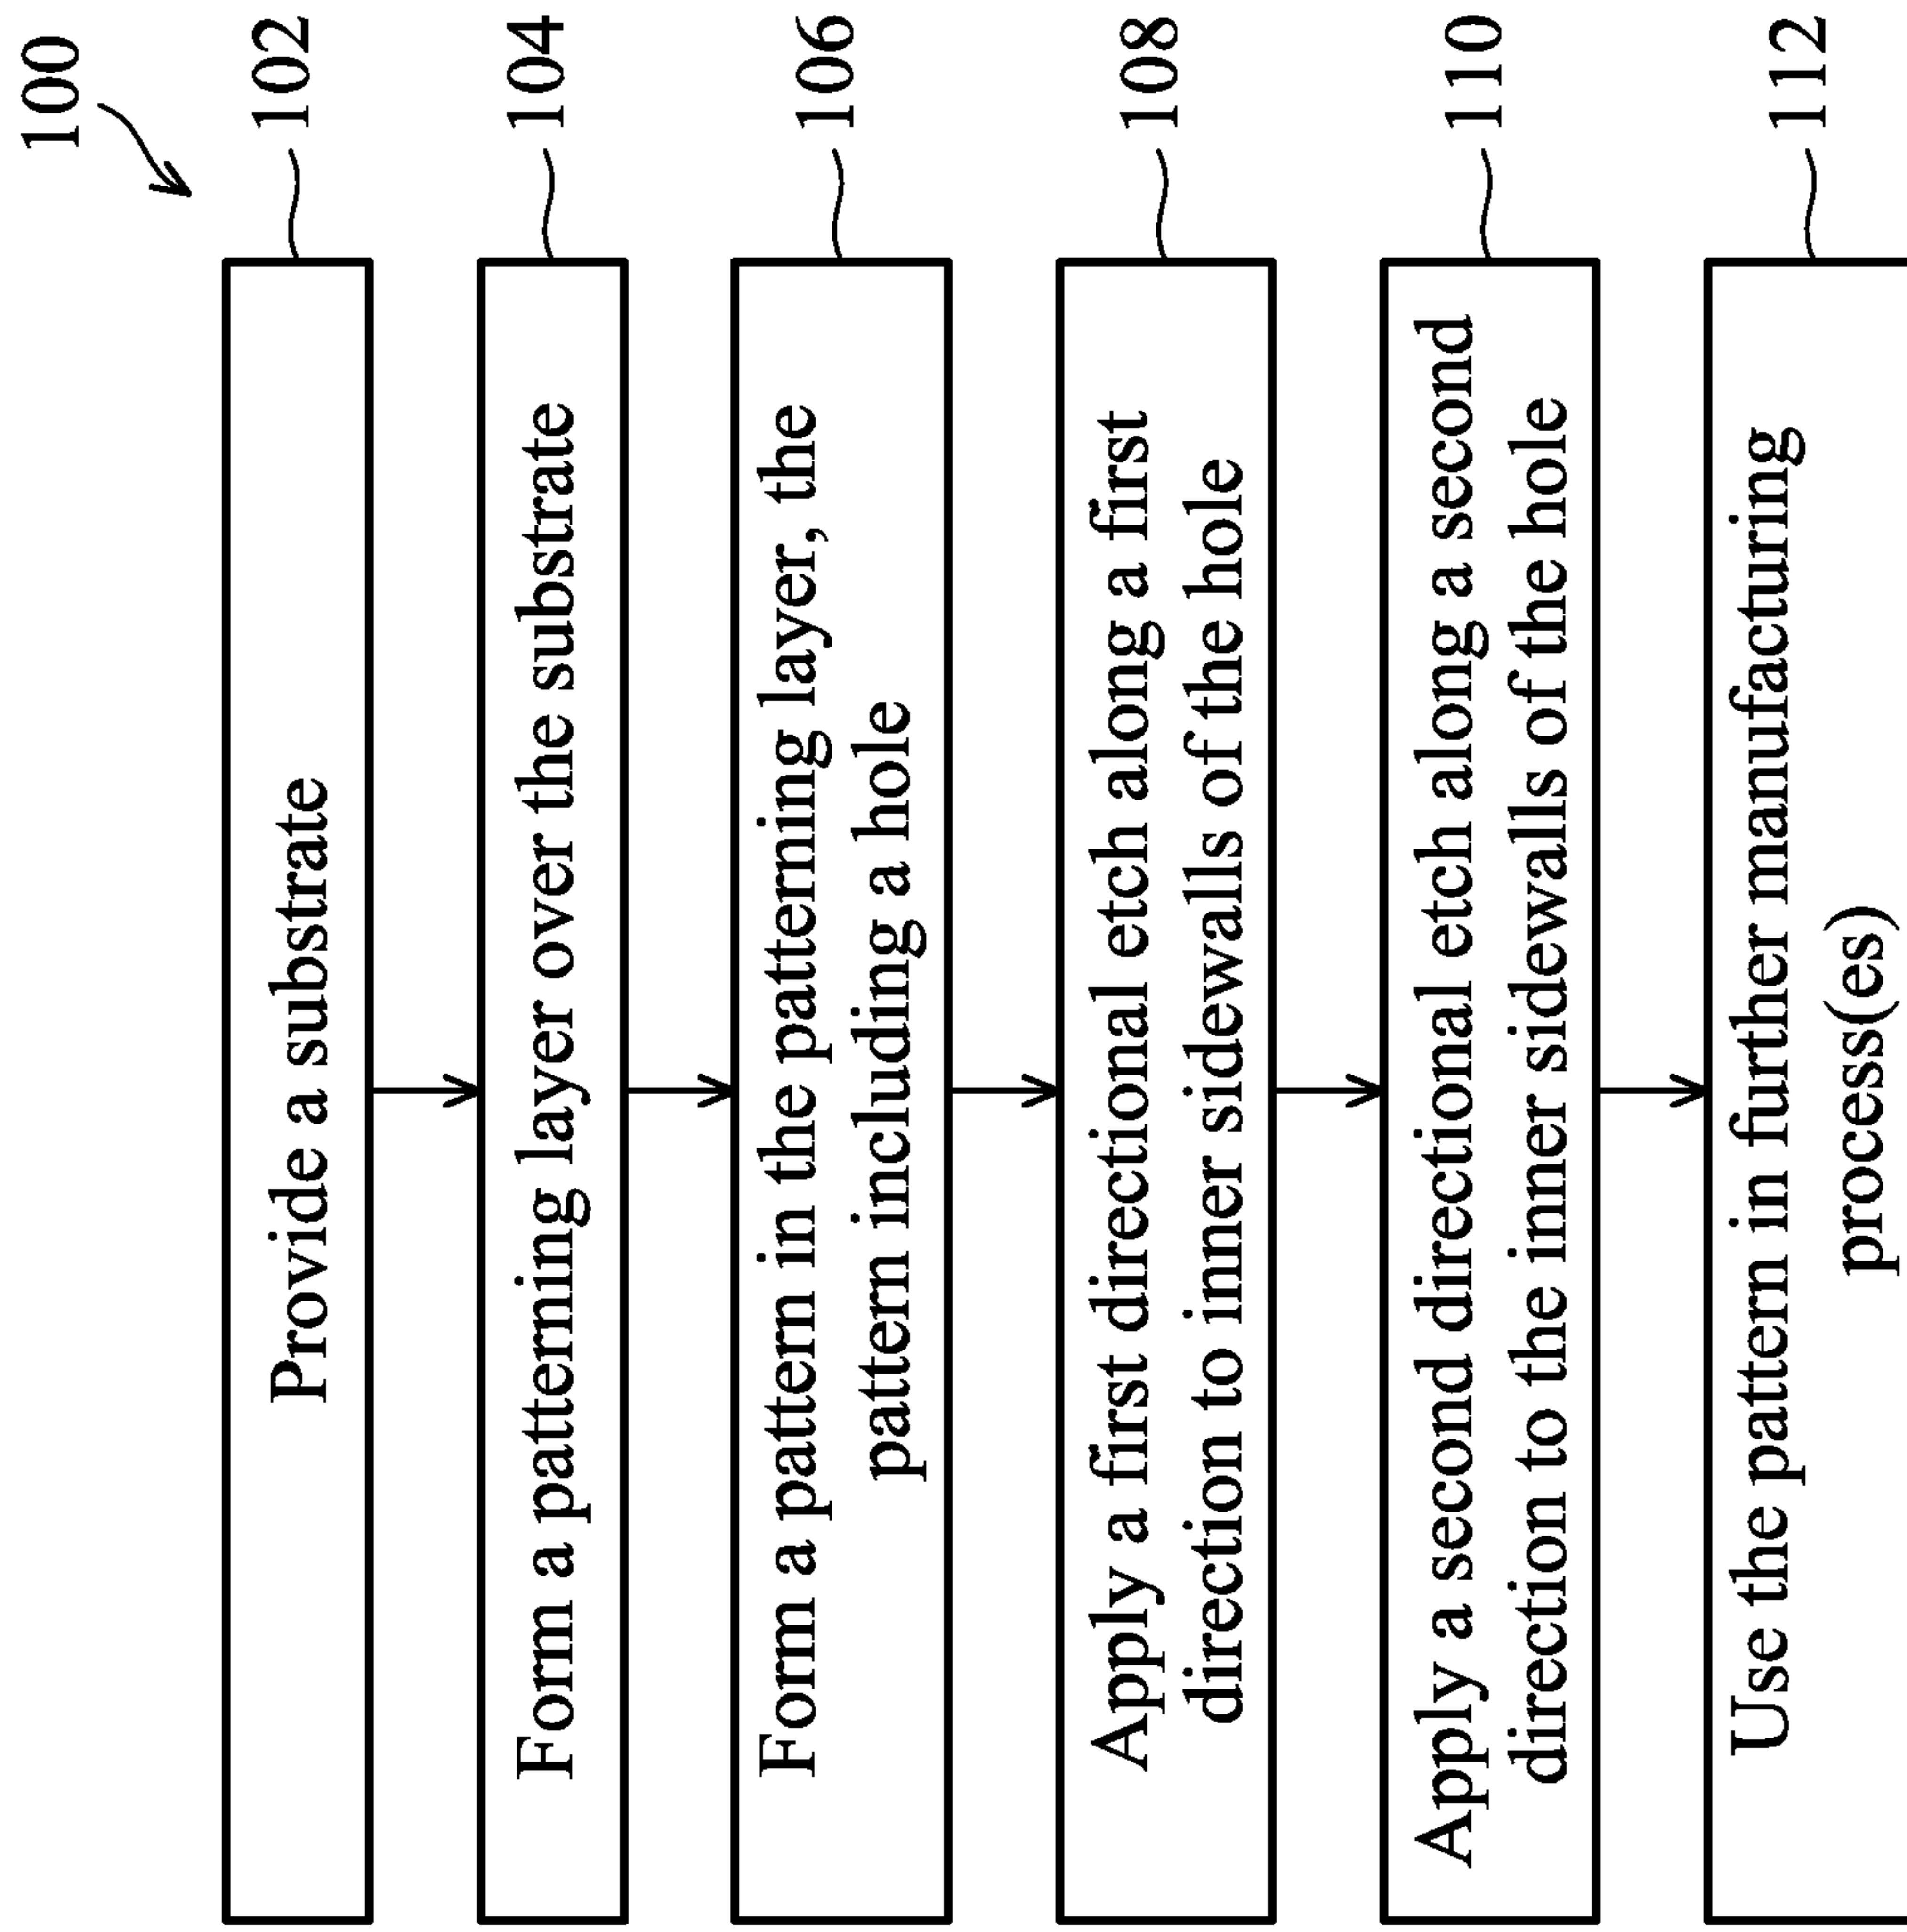 100
Provide a substrate
102
Form a patterning layer over the substrate
104
Form a pattern in the patterning layer, the
pattern including a hole
106
Apply a first directional etch along a first
direction to inner sidewalls of the hole
108
Apply a second directional etch along a second
direction to the inner sidewalls of the hole
110
Use the pattern in further manufacturing
process(es)
112